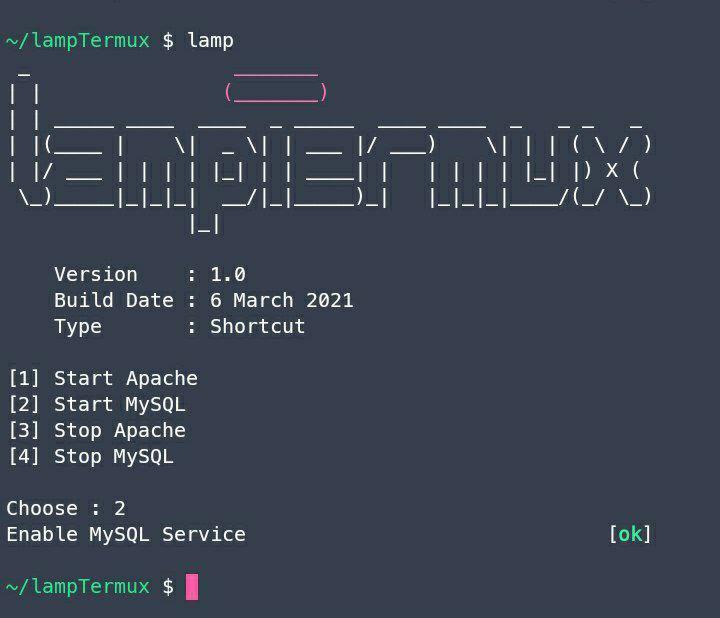 ~/lampTermux $ lamp
lampTermux
Version    : 1.0
Build Date : 6 March 2021
Type       : Shortcut
[1] Start Apache
[2] Start MySQL
[3] Stop Apache
[4] Stop MySQL
Choose : 2
Enable MySQL Service [ok]
~/lampTermux $